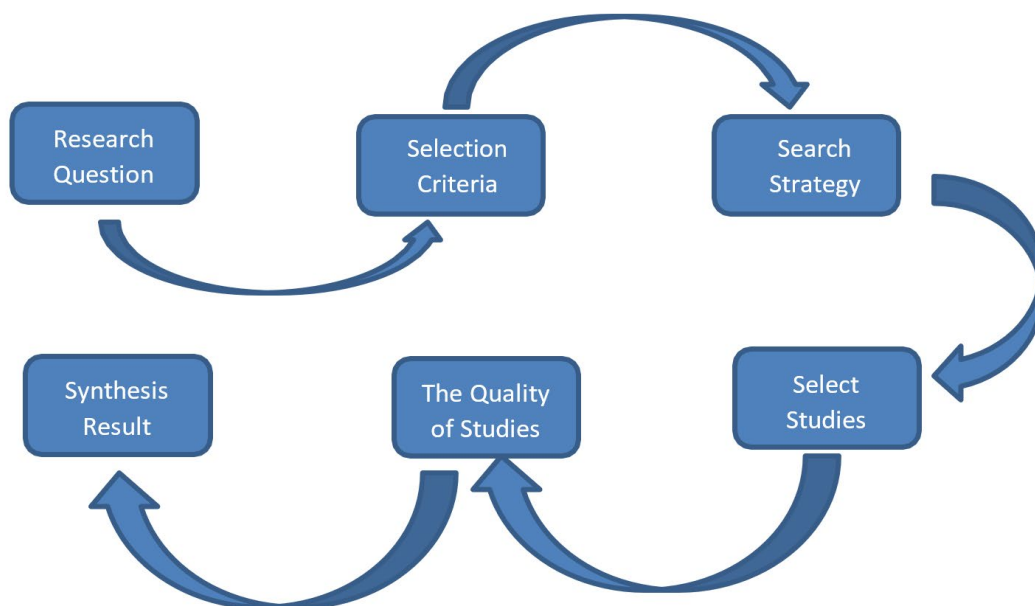 Research
Question
Selection
Criteria
Search
Strategy
Select
Studies
The Quality
of Studies
Synthesis
Result